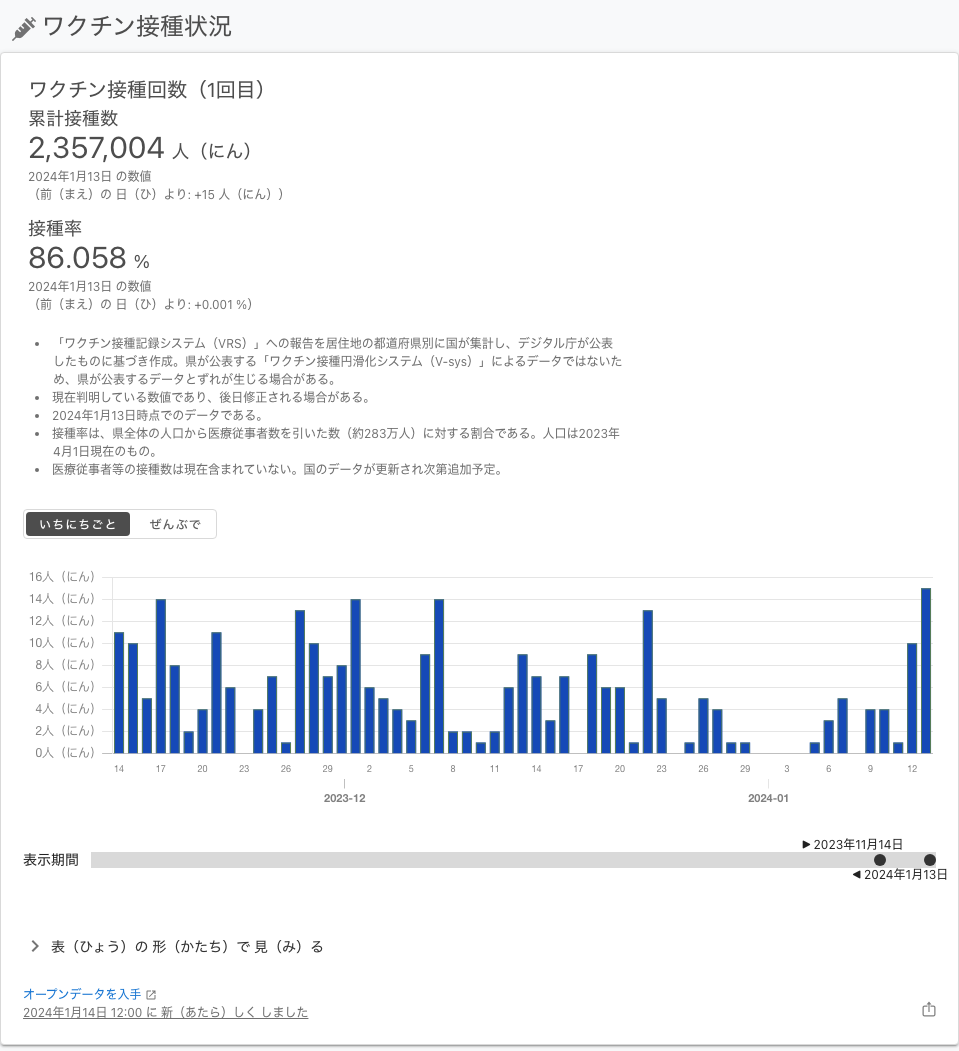 ワクチン接種状況
ワクチン接種回数（1回目）
累計接種数
2,357,004 人（にん）
2024年1月13日 の数値
（前（まえ）の 日（ひ）より: +15 人（にん））
接種率
86.058 %
2024年1月13日 の数値
（前（まえ）の 日（ひ）より: +0.001 %）
• 「ワクチン接種記録システム（VRS）」への報告を居住地の都道府県別に国が集計し、デジタル庁が公表
したものに基づき作成。県が公表する「ワクチン接種円滑化システム（V-sys）」によるデータではないた
め、県が公表するデータとずれが生じる場合がある。
• 現在判明している数値であり、後日修正される場合がある。
• 2024年1月13日時点でのデータである。
• 接種率は、県全体の人口から医療従事者数を引いた数（約283万人）に対する割合である。人口は2023年
4月1日現在のもの。
• 医療従事者等の接種数は現在含まれていない。国のデータが更新され次第追加予定。
いちにちごと ぜんぶで
16人（にん）
14人（にん）
12人（にん）
10人（にん）
8人（にん）
6人（にん）
4人（にん）
2人（にん）
0人（にん）
14 17 20 23 26 29 2 5 8 11 14 17 20 23 26 29 3 6 9 12
2023-12 2024-01
▶ 2023年11月14日
表示期間
◀ 2024年1月13日
表（ひょう）の 形（かたち）で 見（み）る
オープンデータを入手
2024年1月14日 12:00 に 新（あたら）しく しました